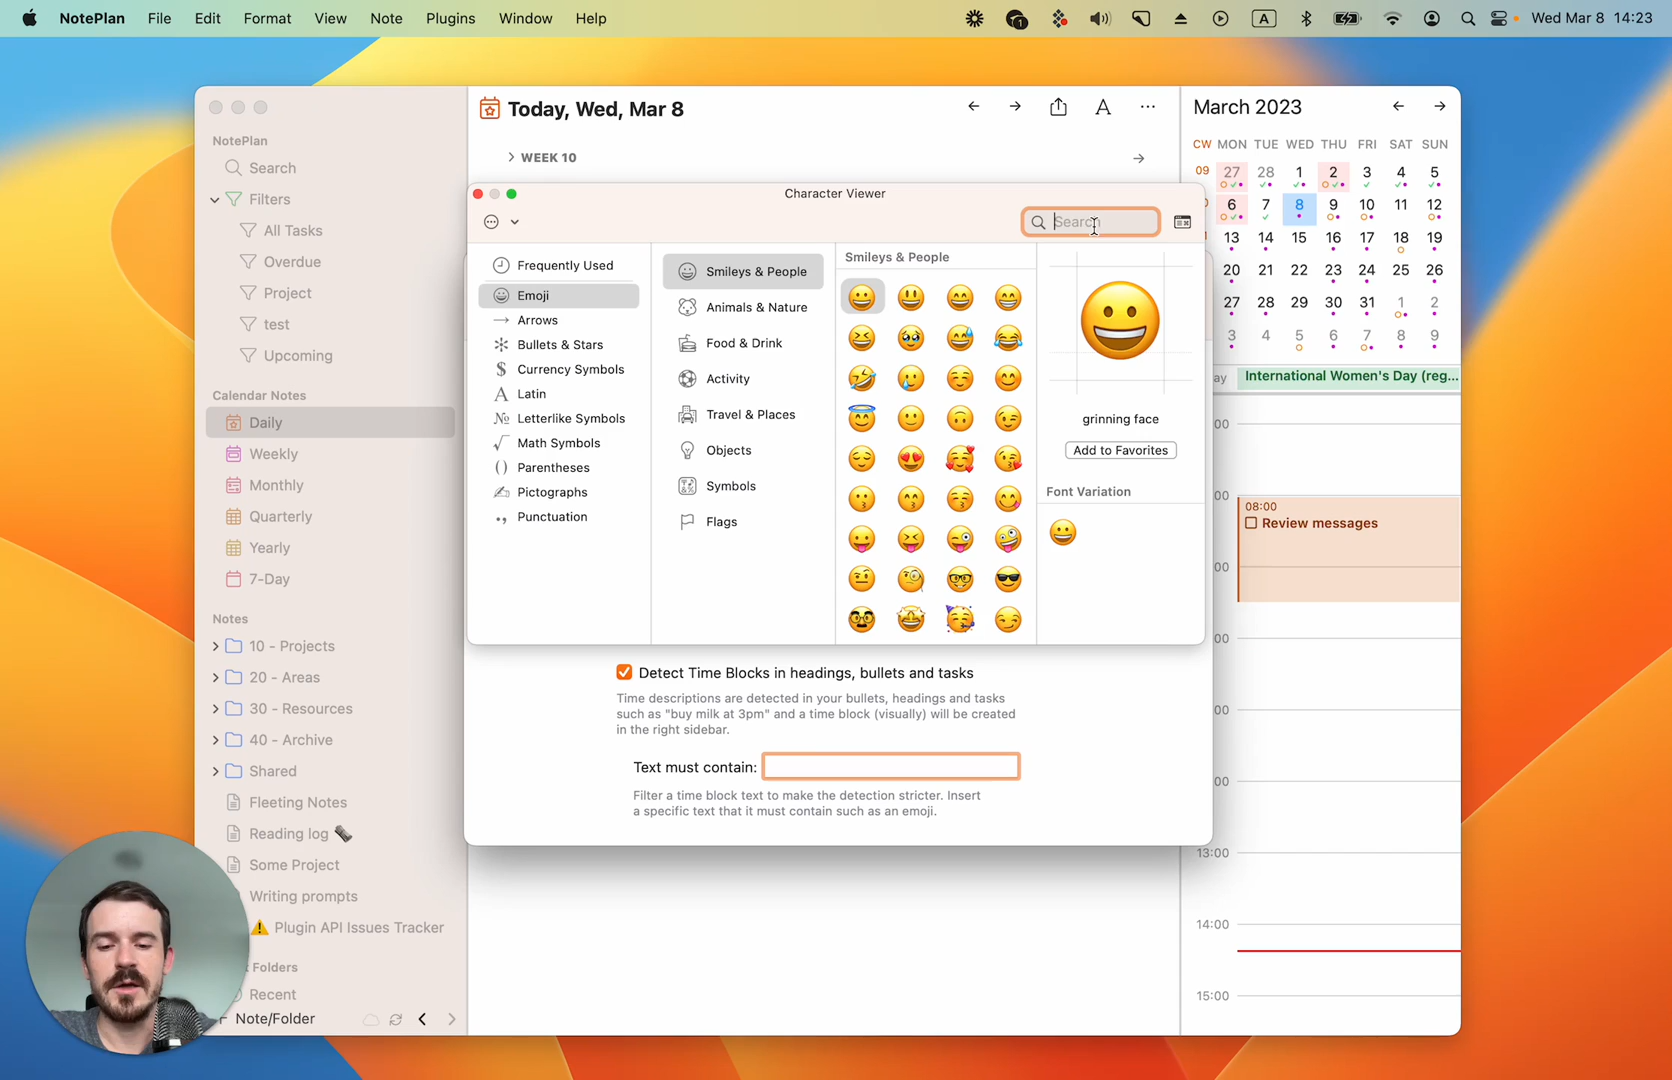 NotePlan File Edit Format View Note Plugins Window Help
1 A Wed Mar 8 14:23
NotePlan
Search
Filters
All Tasks
Overdue
Project
test
Upcoming
Calendar Notes
Daily
Weekly
Monthly
Quarterly
Yearly
7-Day
Notes
10 - Projects
20 - Areas
30 - Resources
40 - Archive
Shared
Fleeting Notes
Reading log
Some Project
Writing prompts
Plugin API Issues Tracker
Folders
Recent
Note/Folder
Today, Wed, Mar 8
WEEK 10
Character Viewer
Search
Frequently Used
Emoji
Arrows
Bullets & Stars
Currency Symbols
Latin
Letterlike Symbols
Math Symbols
Parentheses
Pictographs
Punctuation
Smileys & People
Animals & Nature
Food & Drink
Activity
Travel & Places
Objects
Symbols
Flags
Smileys & People
grinning face
Add to Favorites
Font Variation
Detect Time Blocks in headings, bullets and tasks
Time descriptions are detected in your bullets, headings and tasks
such as "buy milk at 3pm" and a time block (visually) will be created
in the right sidebar.
Text must contain:
Filter a time block text to make the detection stricter. Insert
a specific text that it must contain such as an emoji.
March 2023
CW MON TUE WED THU FRI SAT SUN
09 27 28 1 2 3 4 5
6 7 8 9 10 11 12
13 14 15 16 17 18 19
20 21 22 23 24 25 26
27 28 29 30 31 1 2
3 4 5 6 7 8 9
ay International Women's Day (reg...
:00
:00
08:00
Review messages
:00
:00
:00
:00
13:00
14:00
15:00